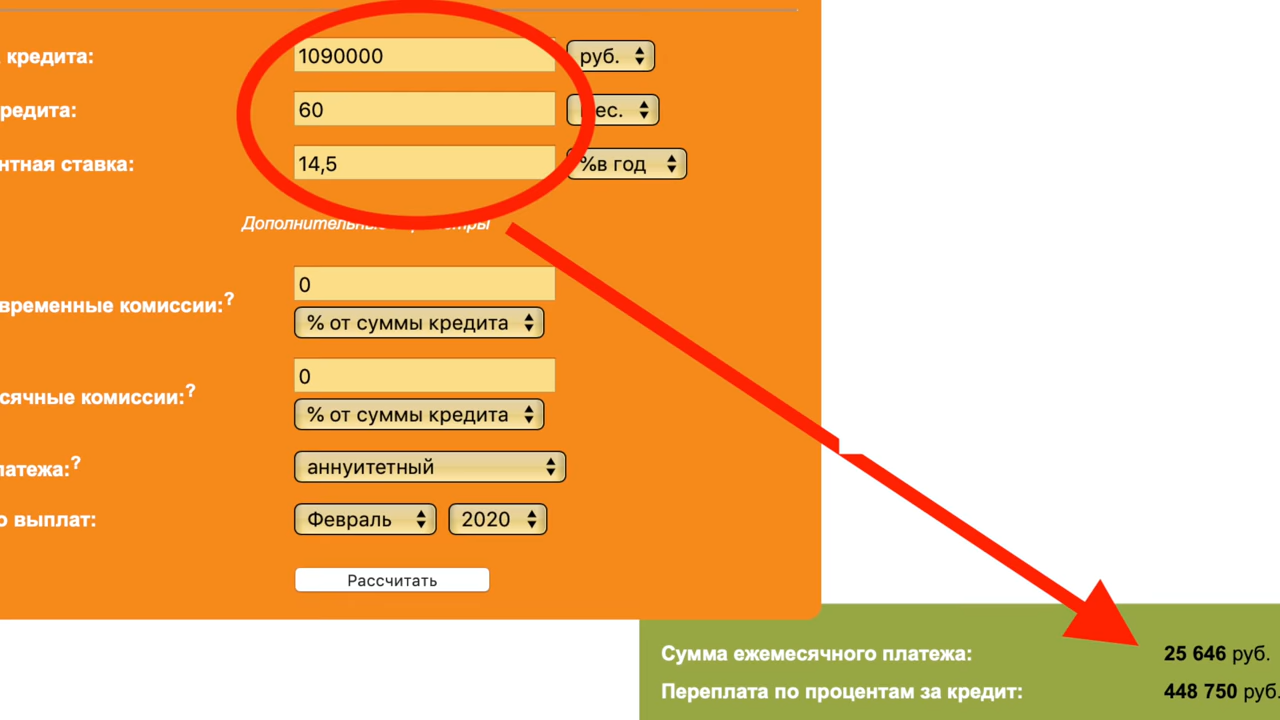 кредита: 1090000 руб.
редита: 60 мес.
нтная ставка: 14,5 %в год
Дополнительные параметры
0
временные комиссии:?
% от суммы кредита
0
сячные комиссии:?
% от суммы кредита
латежа:? аннуитетный
о выплат: Февраль 2020
Рассчитать
Сумма ежемесячного платежа: 25 646 руб.
Переплата по процентам за кредит: 448 750 руб.